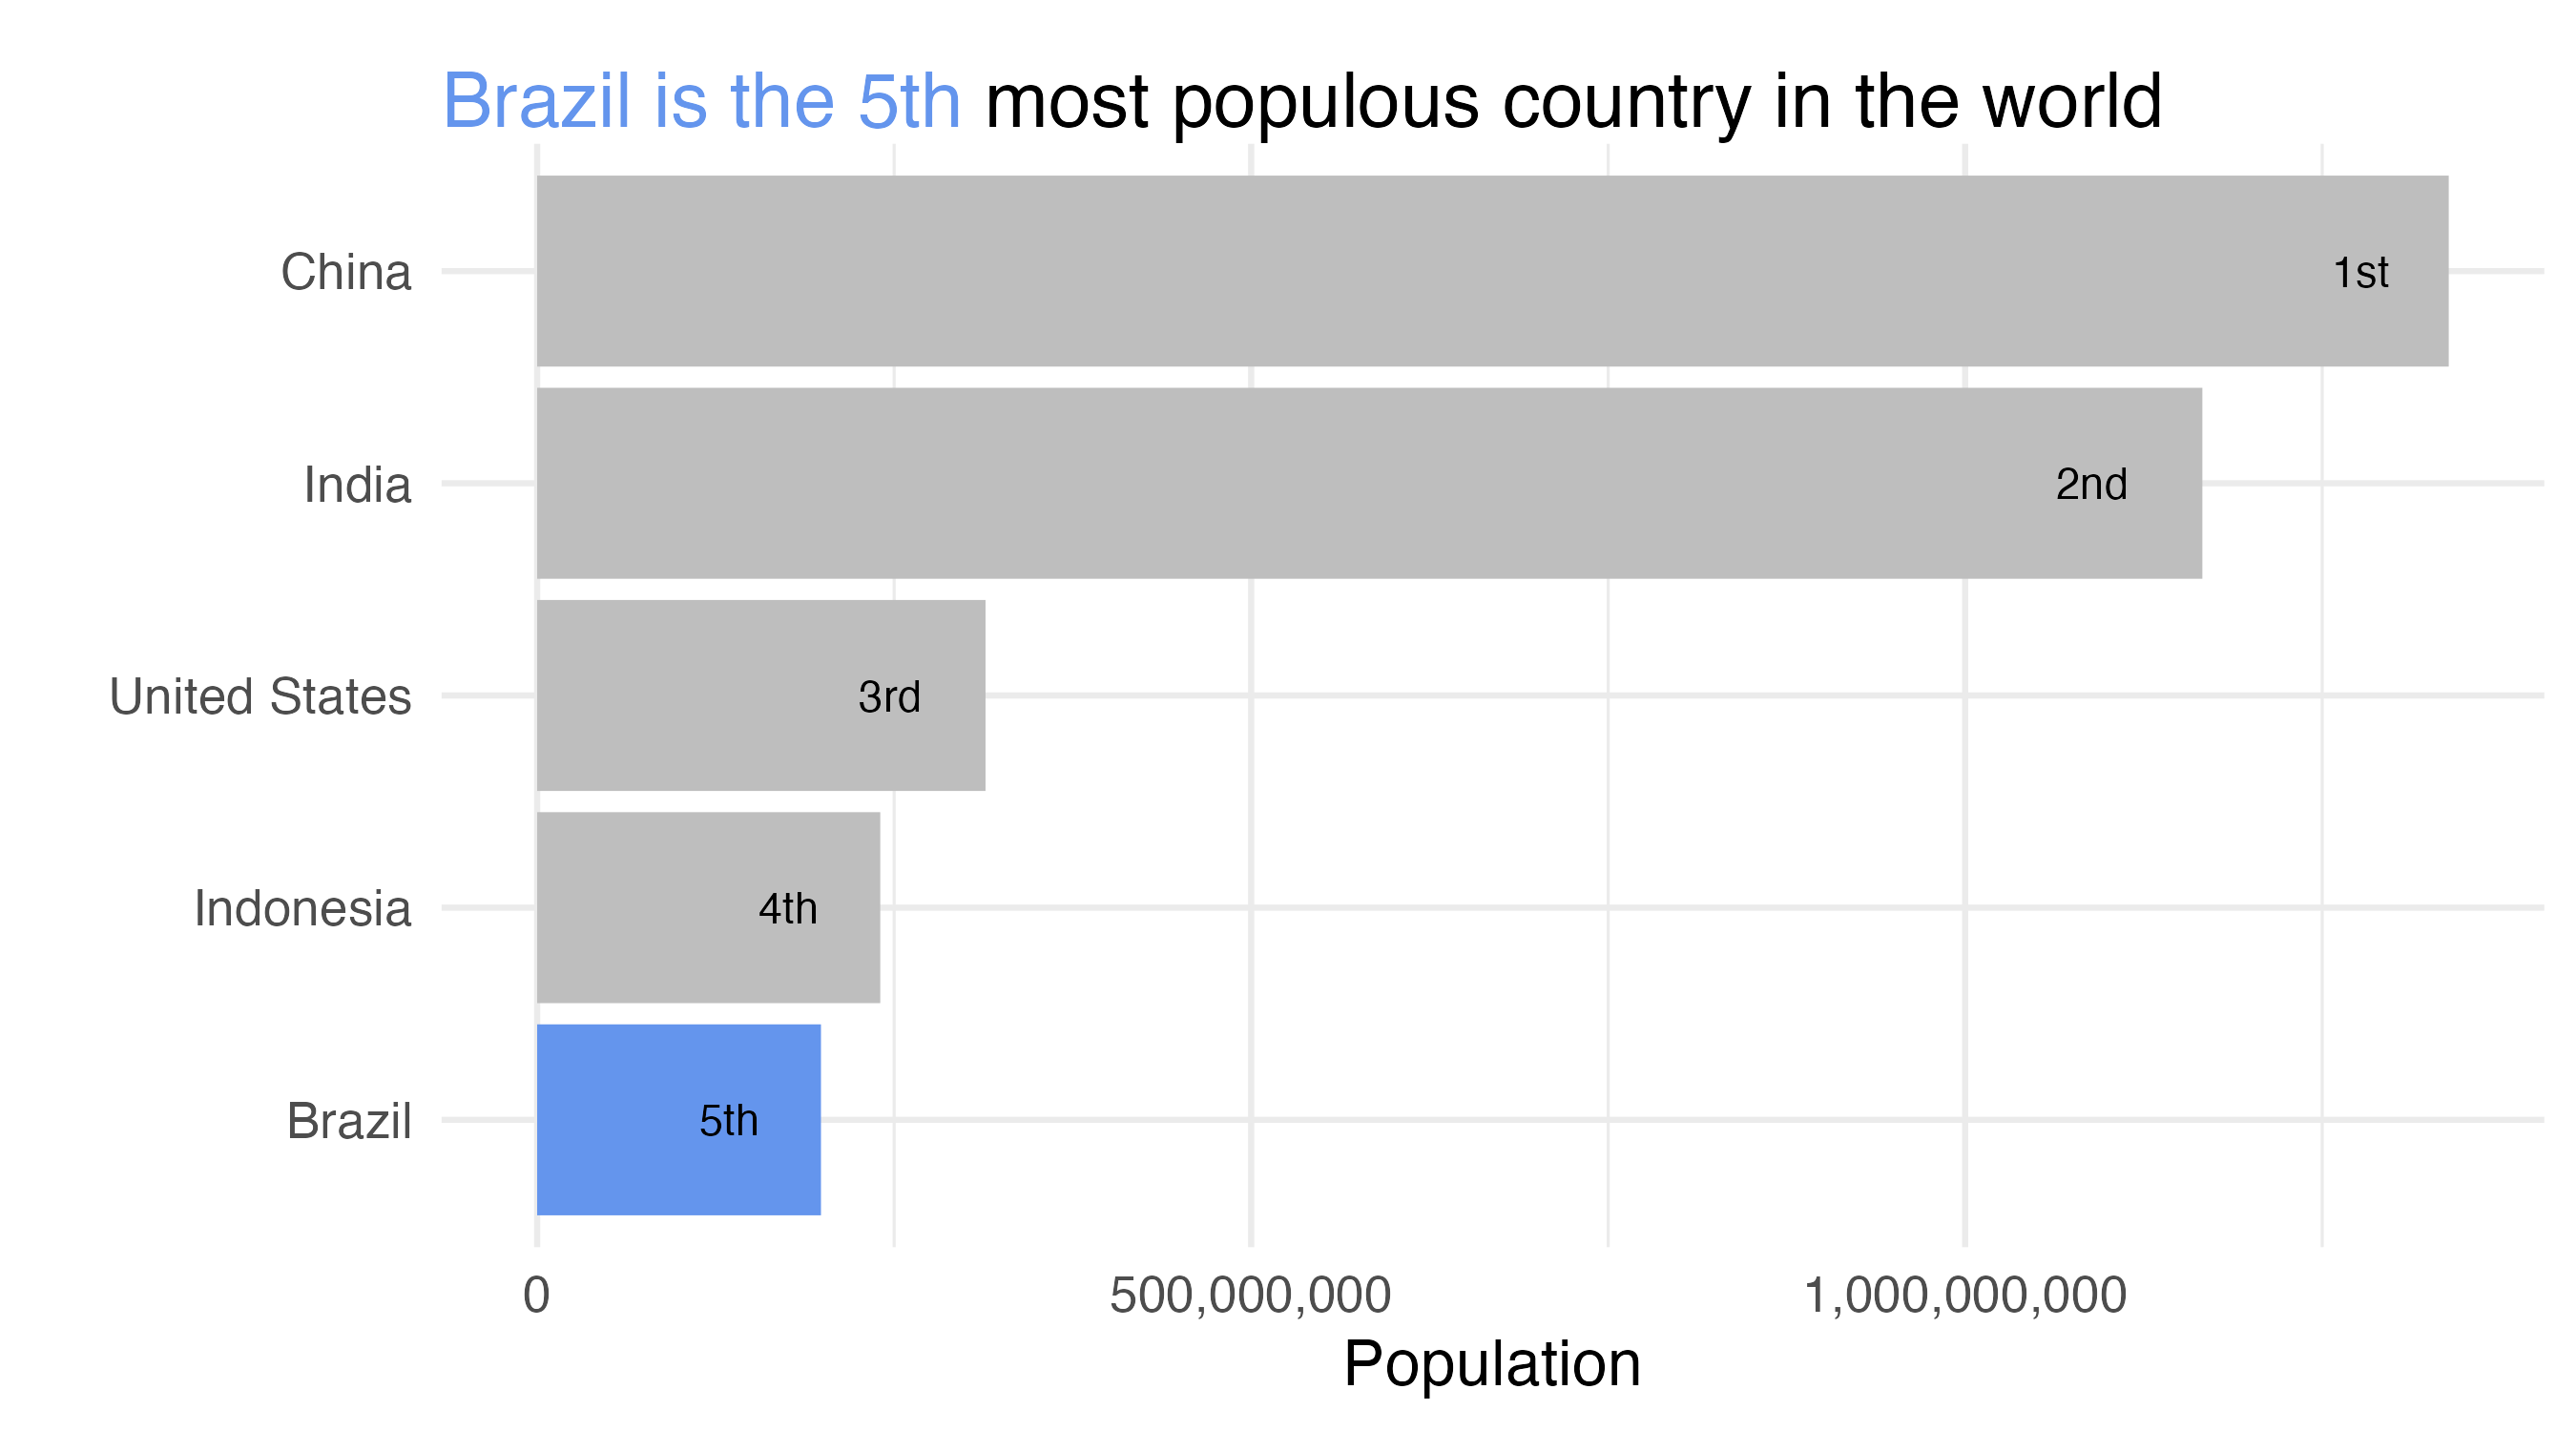 Brazil is the 5th most populous country in the world
China
1st
India
2nd
United States
3rd
Indonesia
4th
Brazil
5th
0 500,000,000 1,000,000,000
Population